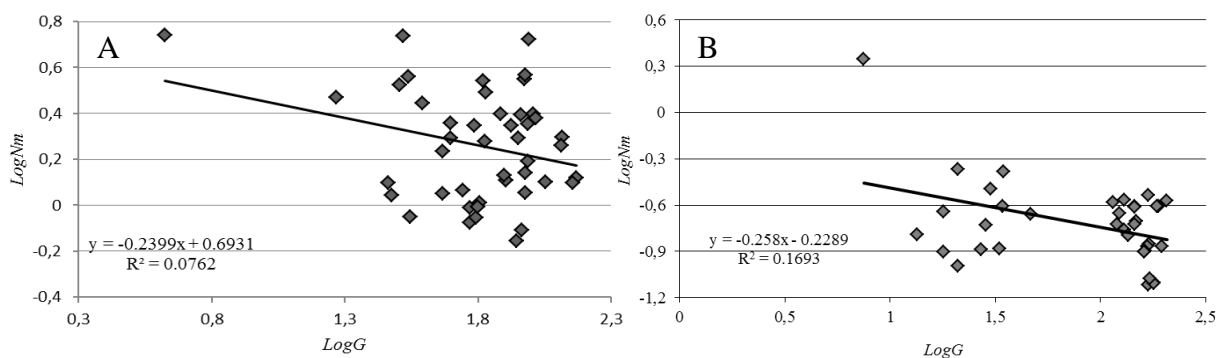 A
LogNm
0,8
0,6
0,4
0,2
0
-0,2
-0,4
y = -0.2399x + 0.6931
R² = 0.0762
0,3
0,8
1,3
1,8
2,3
LogG
B
LogNm
0,6
0,3
0
-0,3
-0,6
-0,9
-1,2
y = -0.258x - 0.2289
R² = 0.1693
0
0,5
1
1,5
2
2,5
LogG